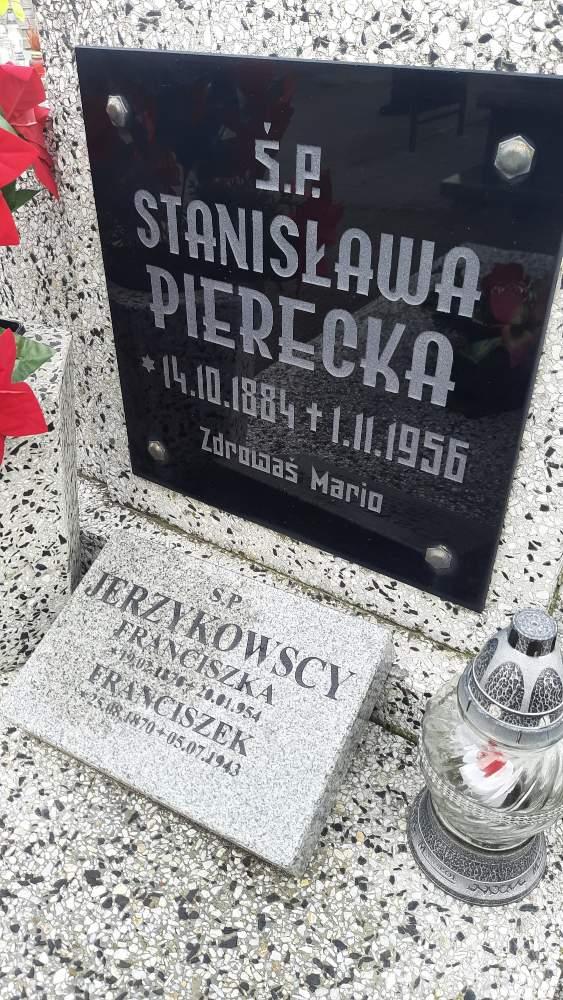 Ś.P.
STANISŁAWA
PIERECKA
* 14.10.1884 + 1.11.1956
Zdrowaś Mario
Ś.P.
JERZYKOWSCY
FRANCISZKA
+ 20.01.1954
FRANCISZEK
* 25.08.1870 + 05.07.1943